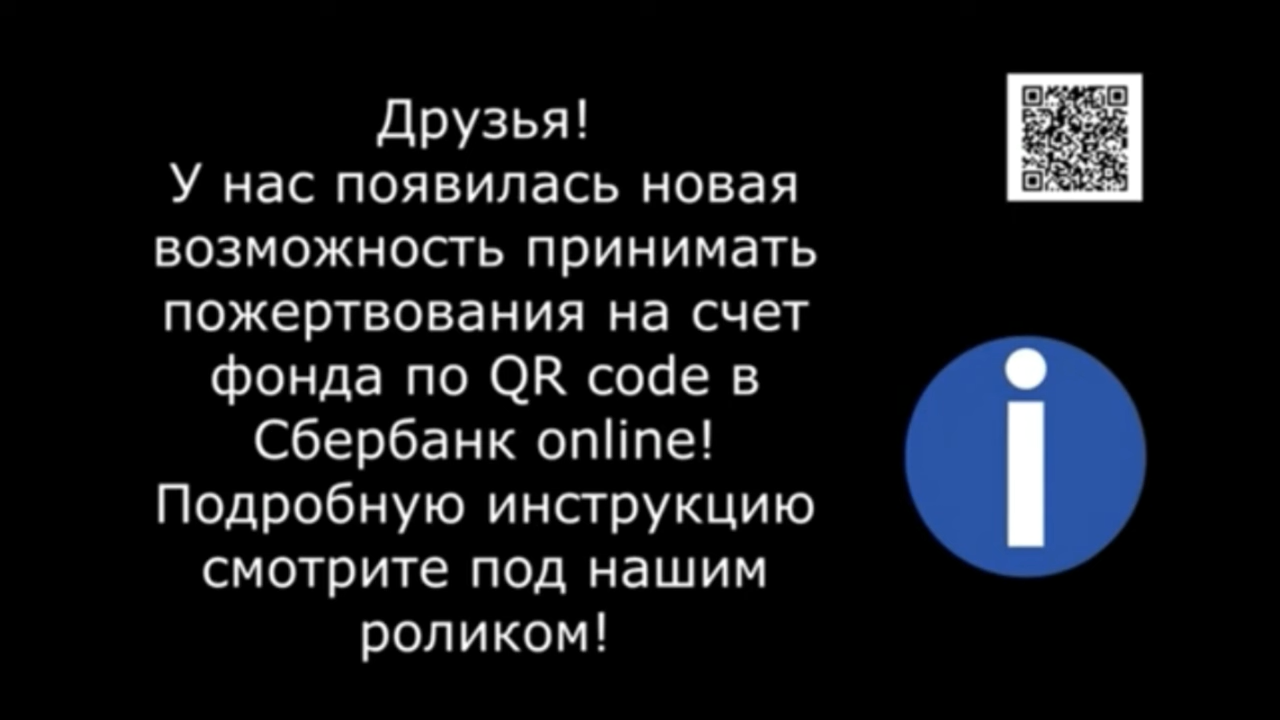 Друзья!
У нас появилась новая
возможность принимать
пожертвования на счет
фонда по QR code в
Сбербанк online!
Подробную инструкцию
смотрите под нашим
роликом!